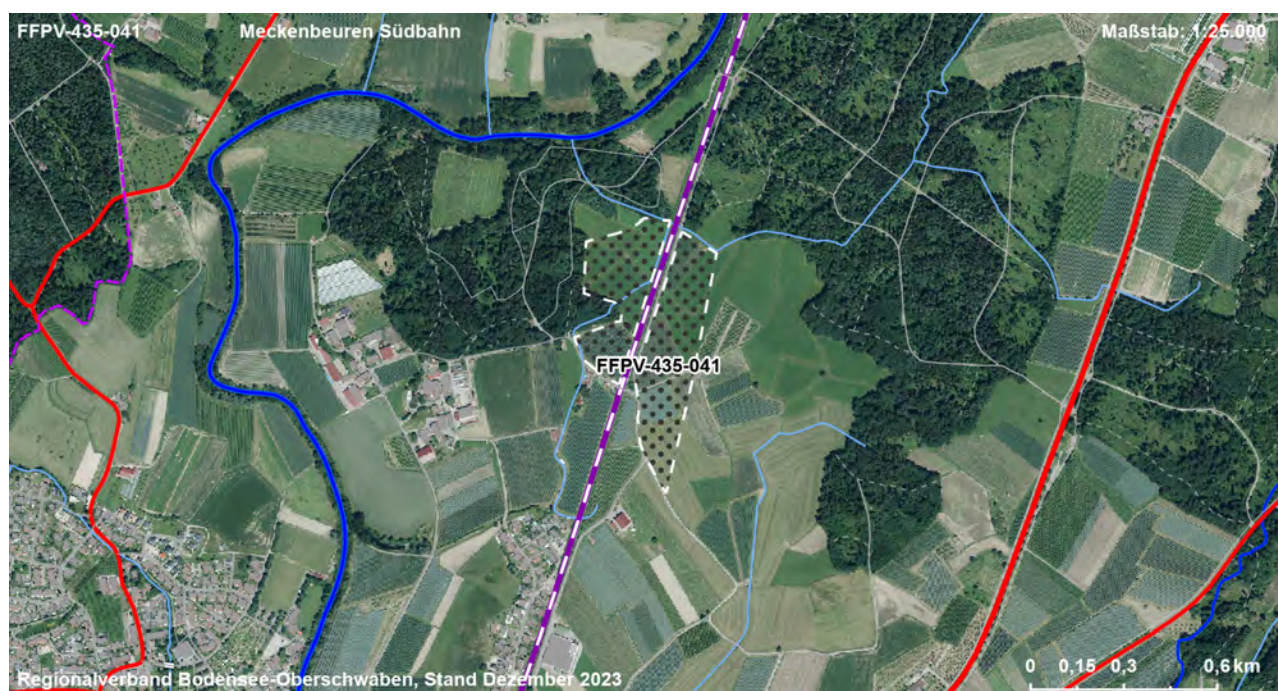 FFPV-435-041 Meckenbeuren Südbahn Maßstab: 1:25.000
FFPV-435-041
0 0,15 0,3 0,6 km
Regionalverband Bodensee-Oberschwaben, Stand Dezember 2023